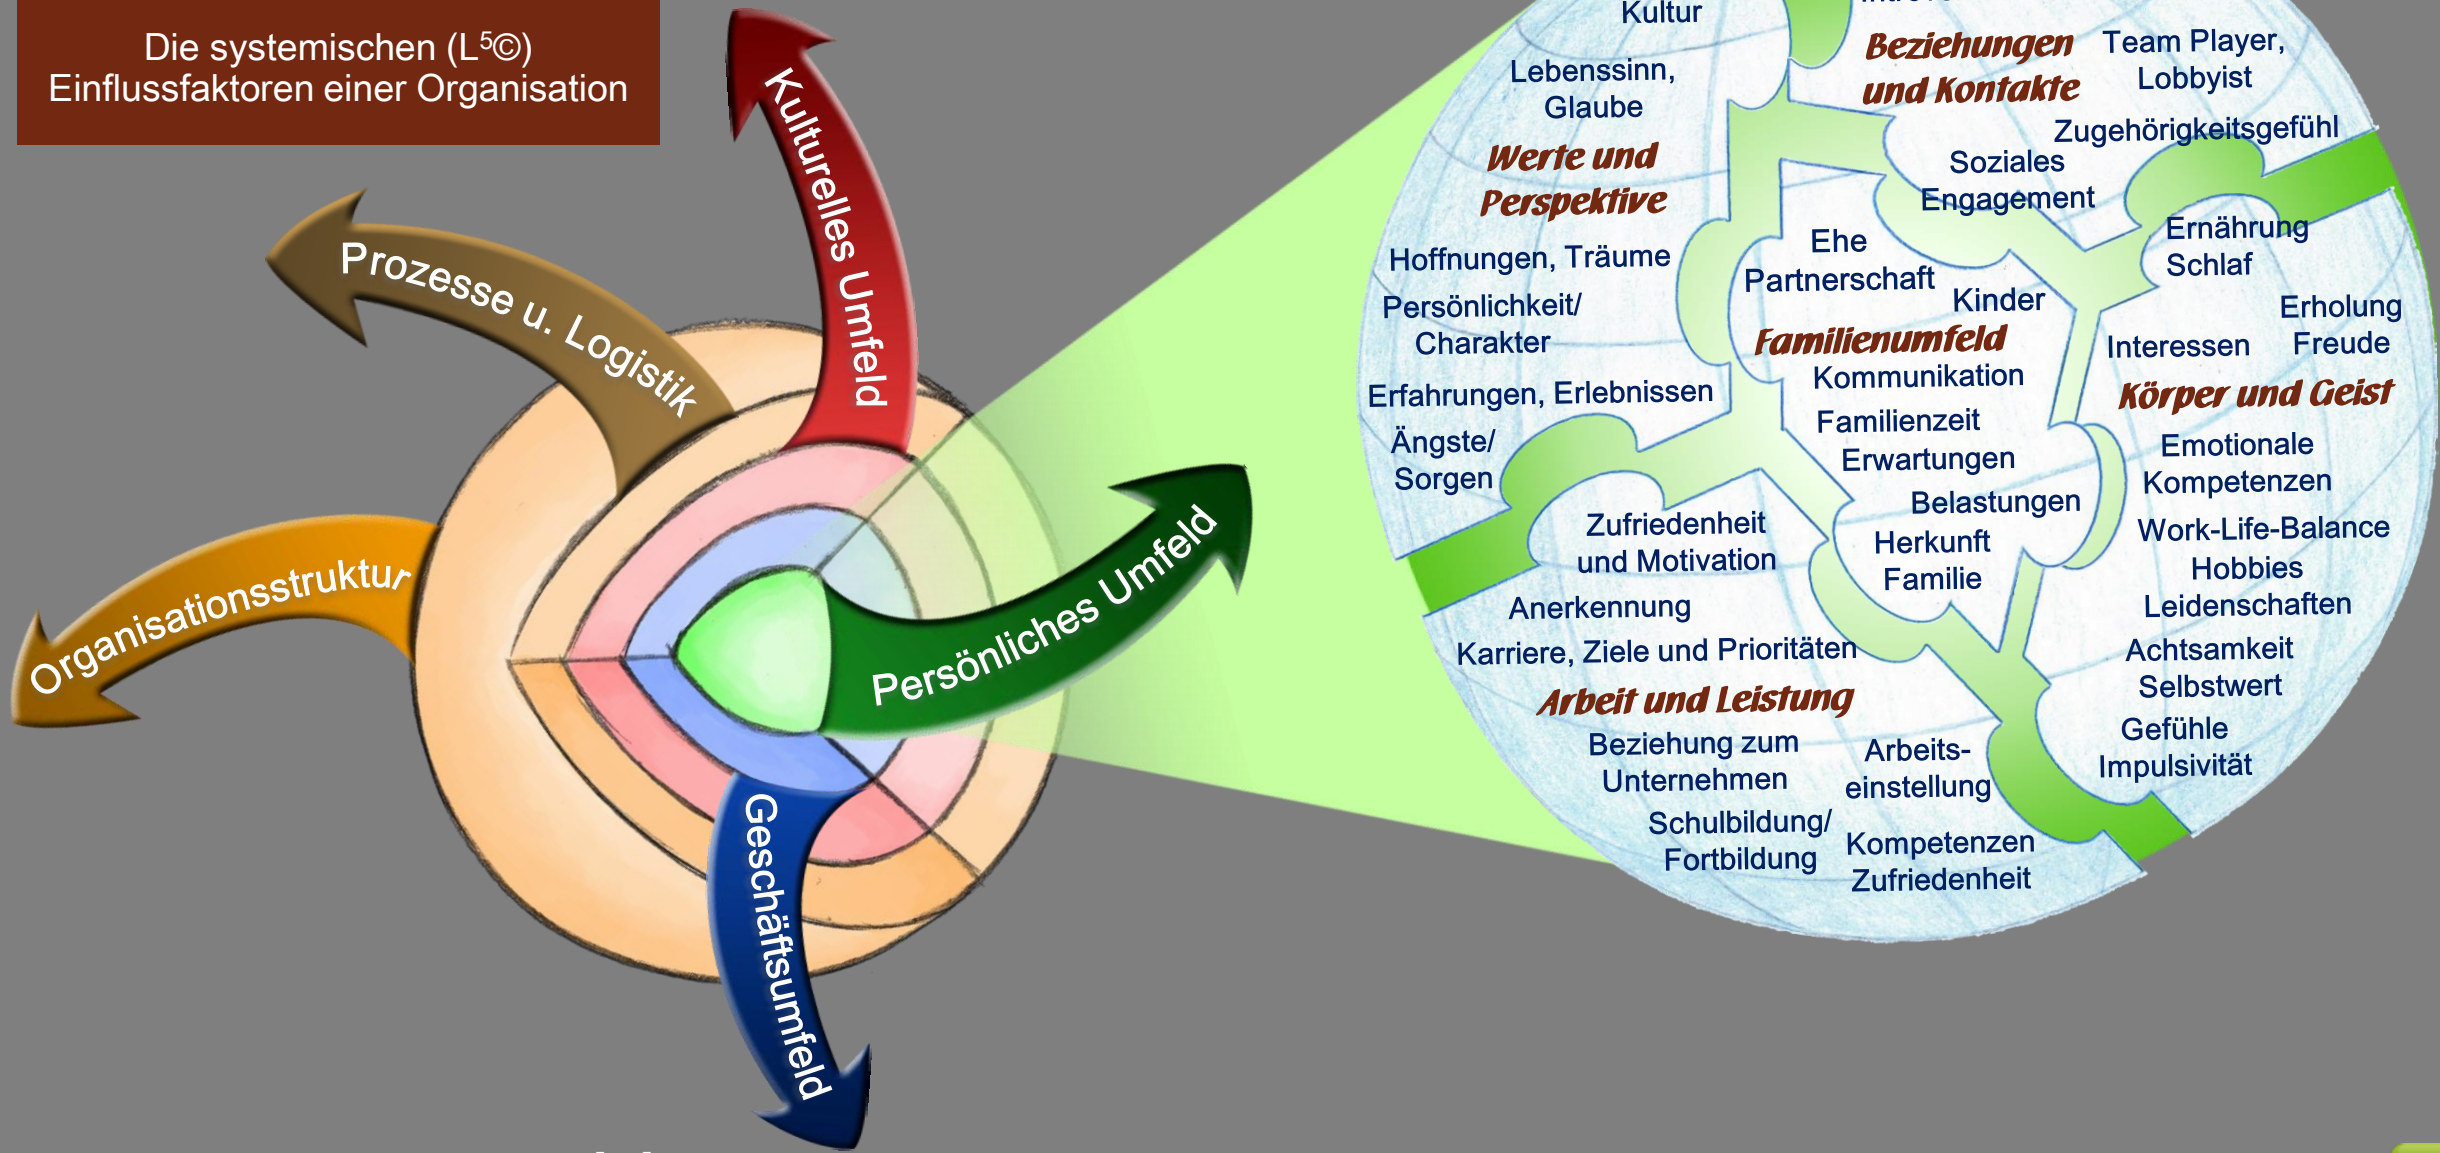 Die systemischen (L⁵©)
Einflussfaktoren einer Organisation
Kulturelles Umfeld
Prozesse u. Logistik
Organisationsstruktur
Persönliches Umfeld
Geschäftsumfeld
Kultur
Lebenssinn,
Glaube
Werte und
Perspektive
Hoffnungen, Träume
Persönlichkeit/
Charakter
Erfahrungen, Erlebnissen
Ängste/
Sorgen
Beziehungen
und Kontakte
Team Player,
Lobbyist
Zugehörigkeitsgefühl
Soziales
Engagement
Ehe
Partnerschaft
Kinder
Familienumfeld
Kommunikation
Familienzeit
Erwartungen
Belastungen
Herkunft
Familie
Ernährung
Schlaf
Erholung
Freude
Interessen
Körper und Geist
Emotionale
Kompetenzen
Work-Life-Balance
Hobbies
Leidenschaften
Achtsamkeit
Selbstwert
Gefühle
Impulsivität
Zufriedenheit
und Motivation
Anerkennung
Karriere, Ziele und Prioritäten
Arbeit und Leistung
Beziehung zum
Unternehmen
Arbeits-
einstellung
Schulbildung/
Fortbildung
Kompetenzen
Zufriedenheit